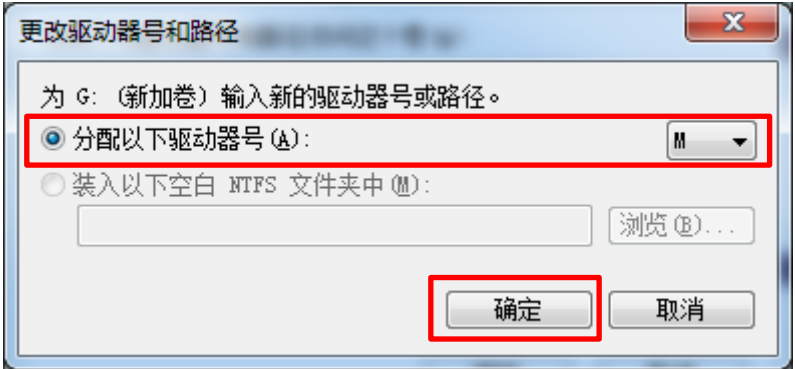 更改驱动器号和路径
为 G: (新加卷) 输入新的驱动器号或路径。
分配以下驱动器号(A): M
装入以下空白 NTFS 文件夹中(M):
浏览(B)...
确定 取消